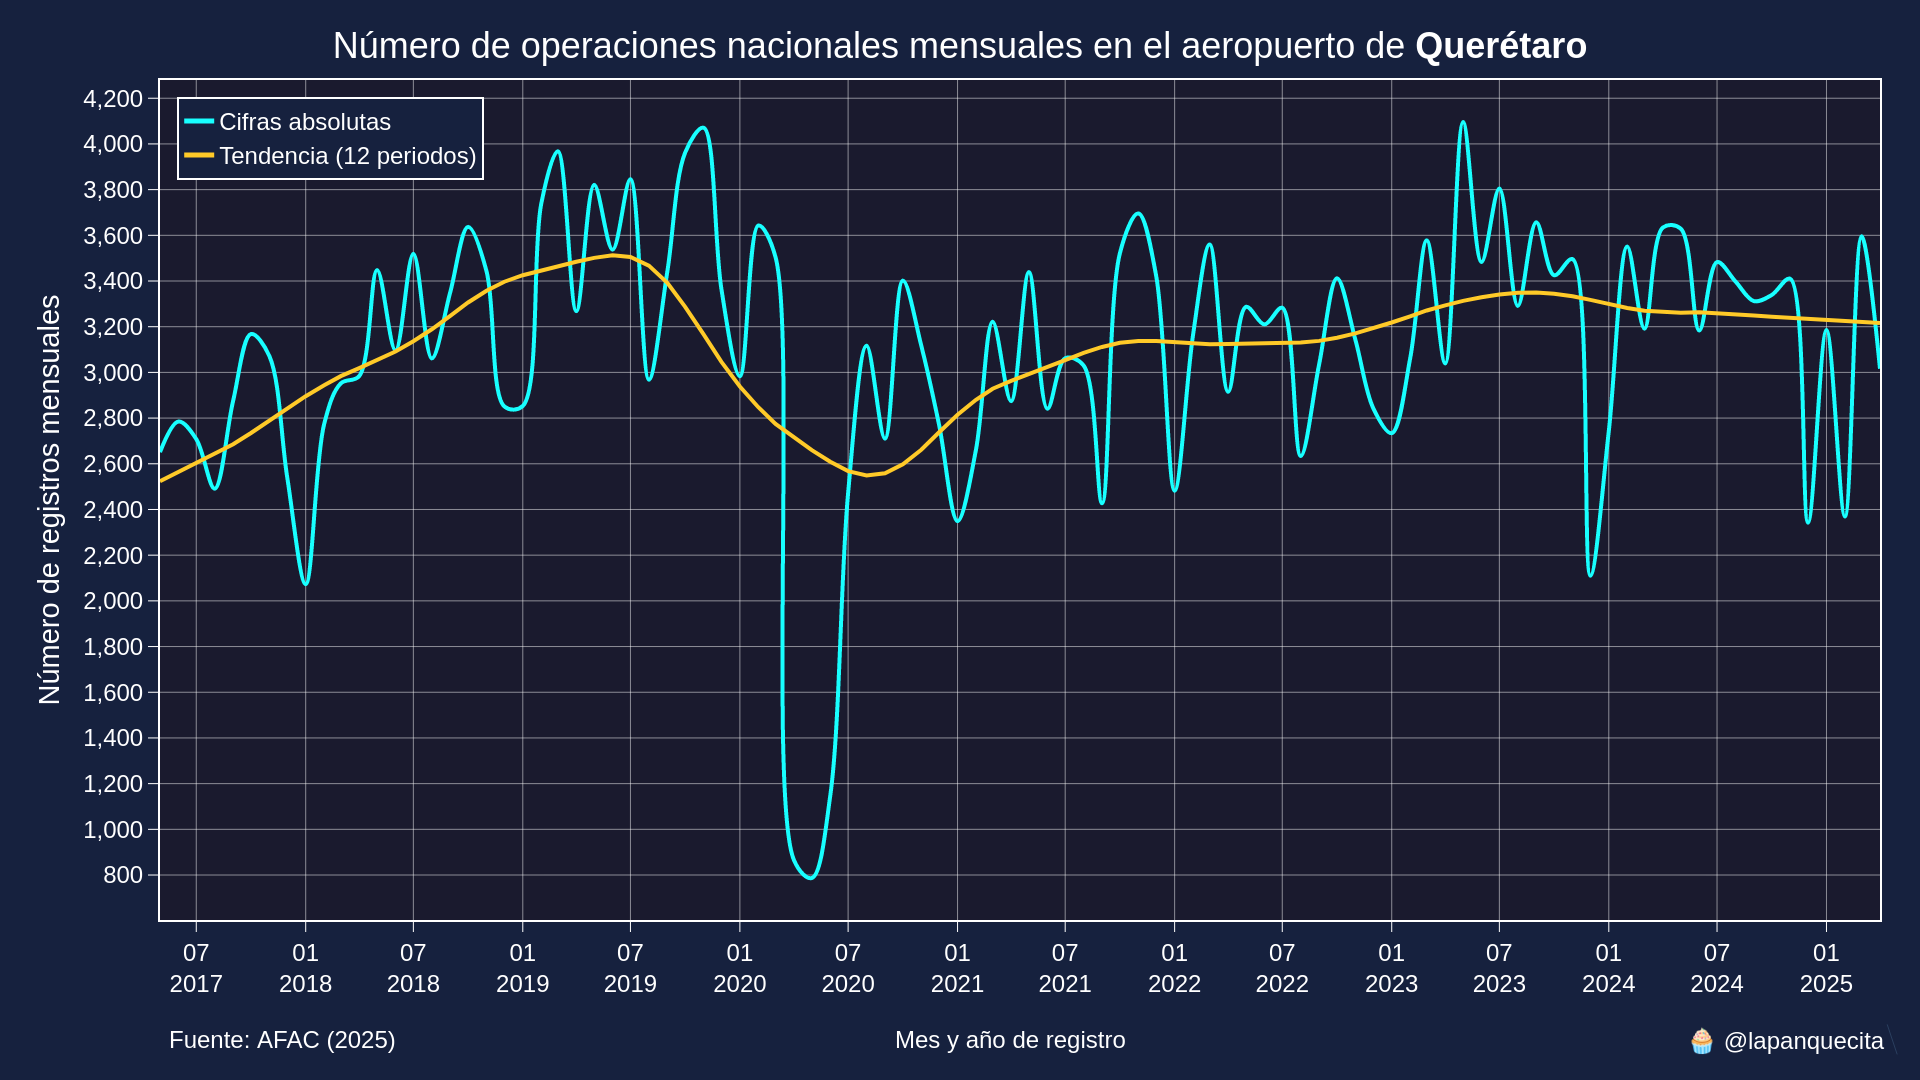 Número de operaciones nacionales mensuales en el aeropuerto de Querétaro
Cifras absolutas
Tendencia (12 periodos)
Número de registros mensuales
4,200
4,000
3,800
3,600
3,400
3,200
3,000
2,800
2,600
2,400
2,200
2,000
1,800
1,600
1,400
1,200
1,000
800
07 01 07 01 07 01 07 01 07 01 07 01 07 01 07 01
2017 2018 2018 2019 2019 2020 2020 2021 2021 2022 2022 2023 2023 2024 2024 2025
Fuente: AFAC (2025) Mes y año de registro 🧁 @lapanquecita